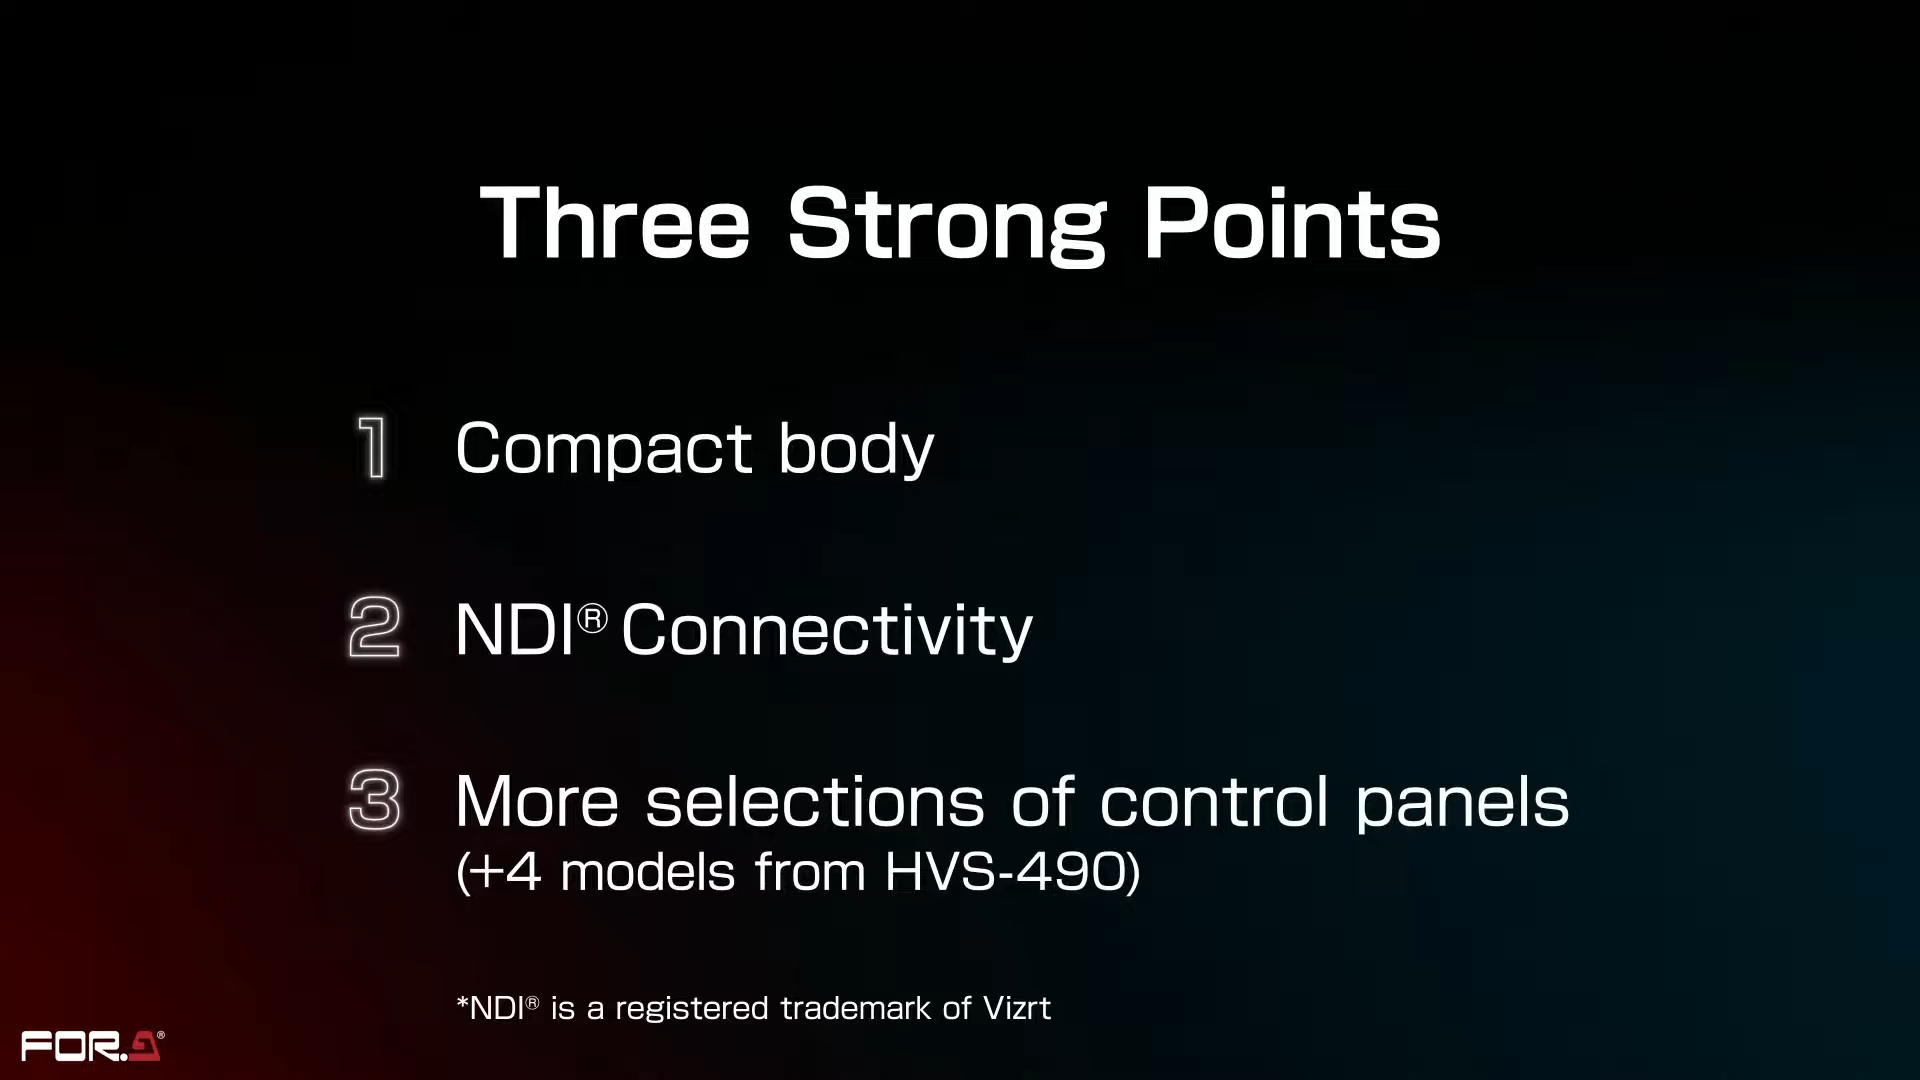 Three Strong Points
1 Compact body
2 NDI® Connectivity
3 More selections of control panels
(+4 models from HVS-490)
*NDI® is a registered trademark of Vizrt
FOR.A®